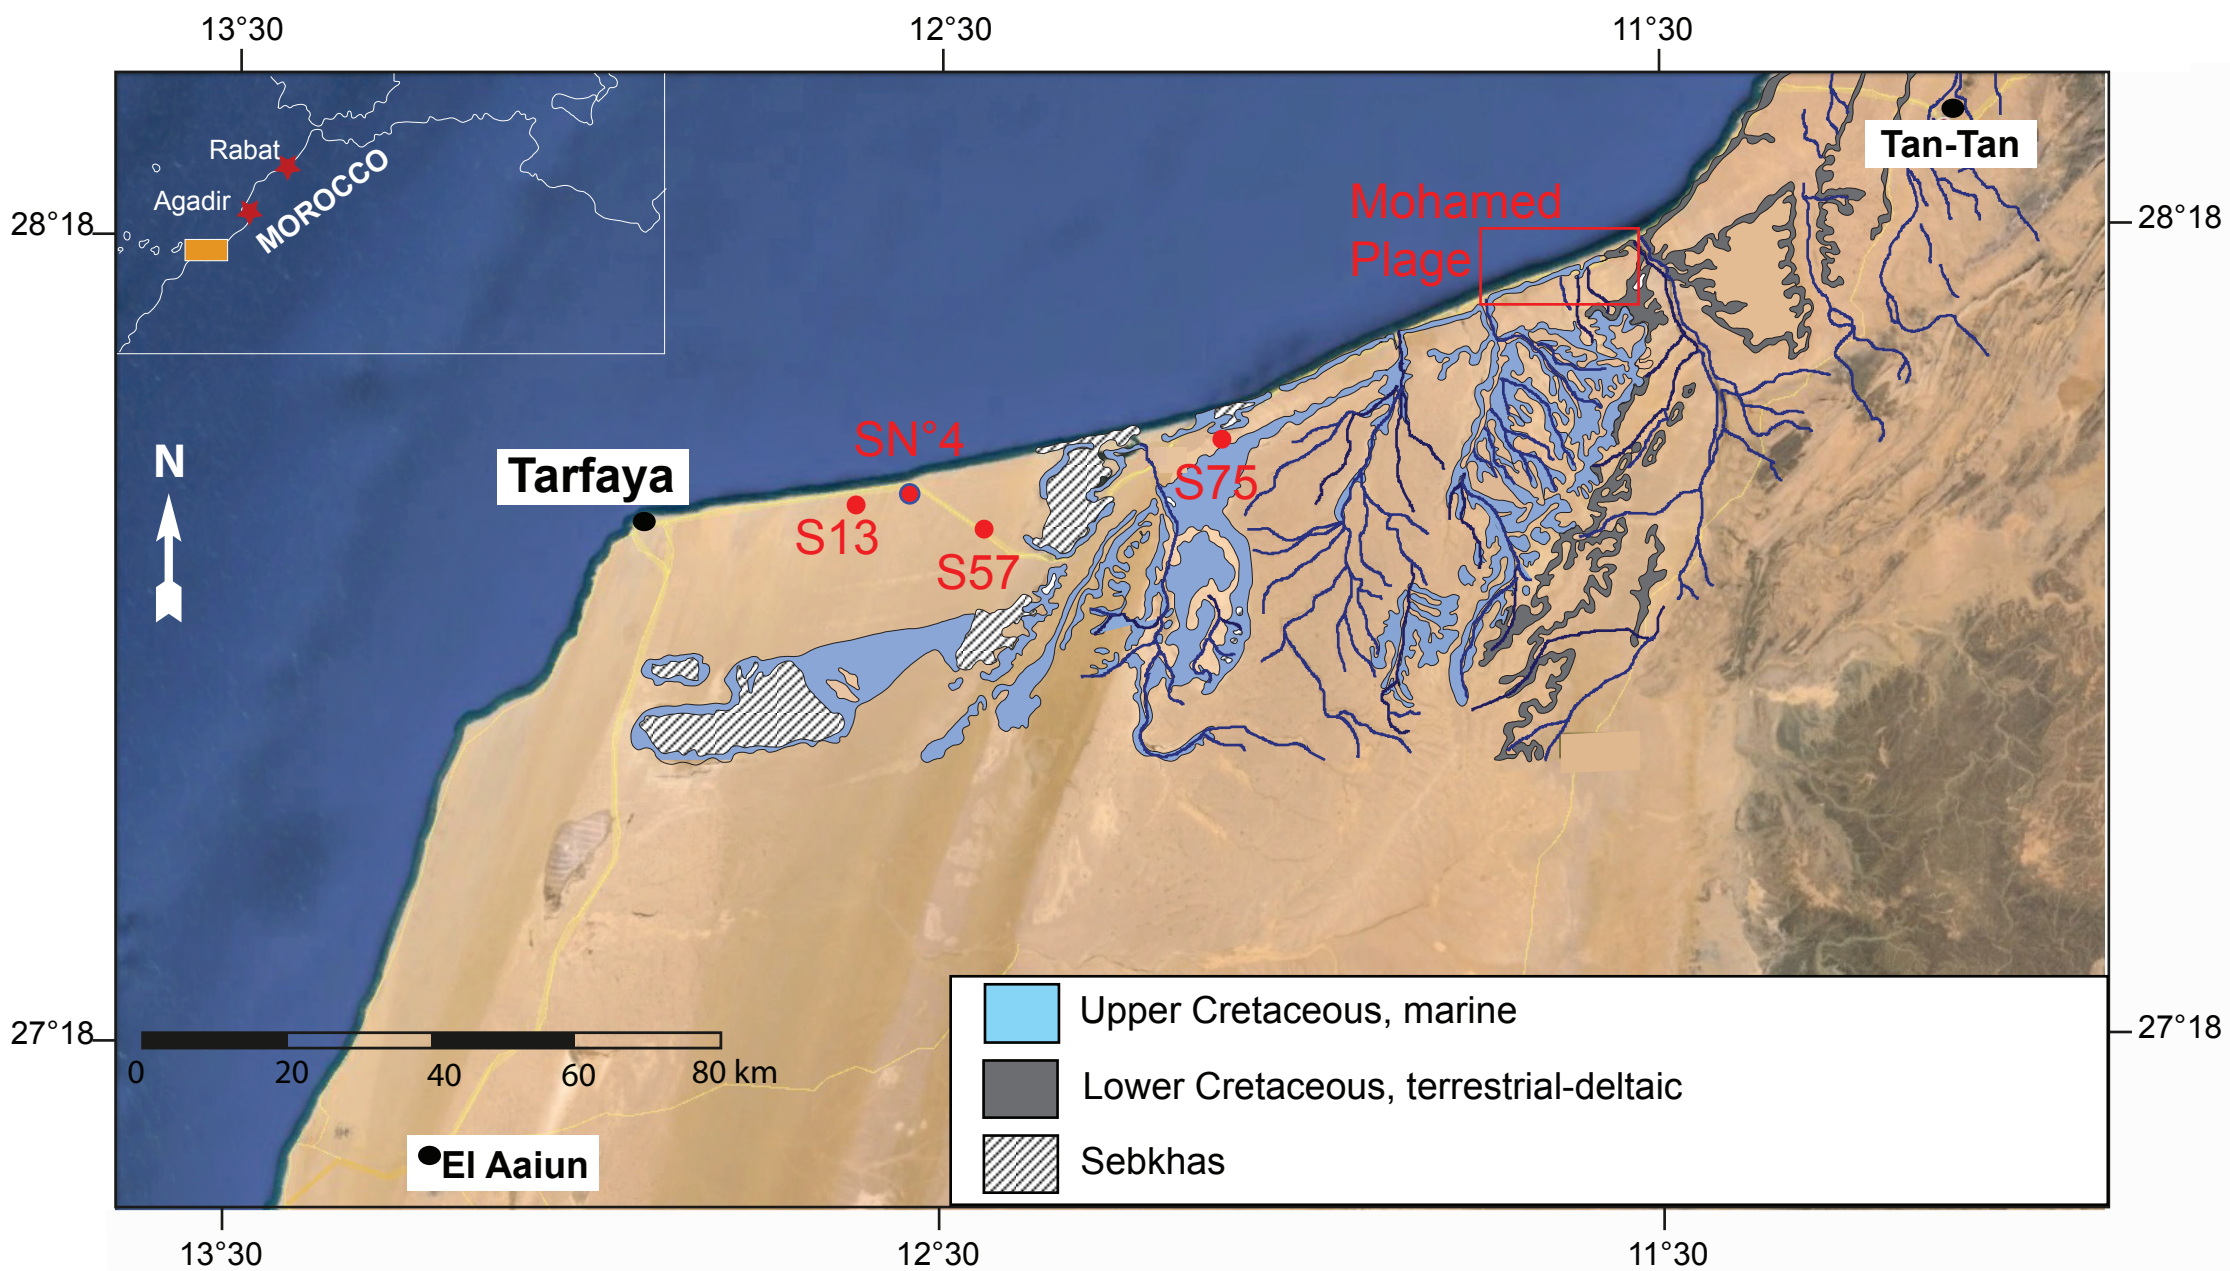 13°30
12°30
11°30
Rabat
Agadir
MOROCCO
28°18
28°18
Tan-Tan
Mohamed
Plage
N
SN°4
Tarfaya
S75
S13
S57
27°18
27°18
0
20
40
60
80 km
El Aaiun
Upper Cretaceous, marine
Lower Cretaceous, terrestrial-deltaic
Sebkhas
13°30
12°30
11°30